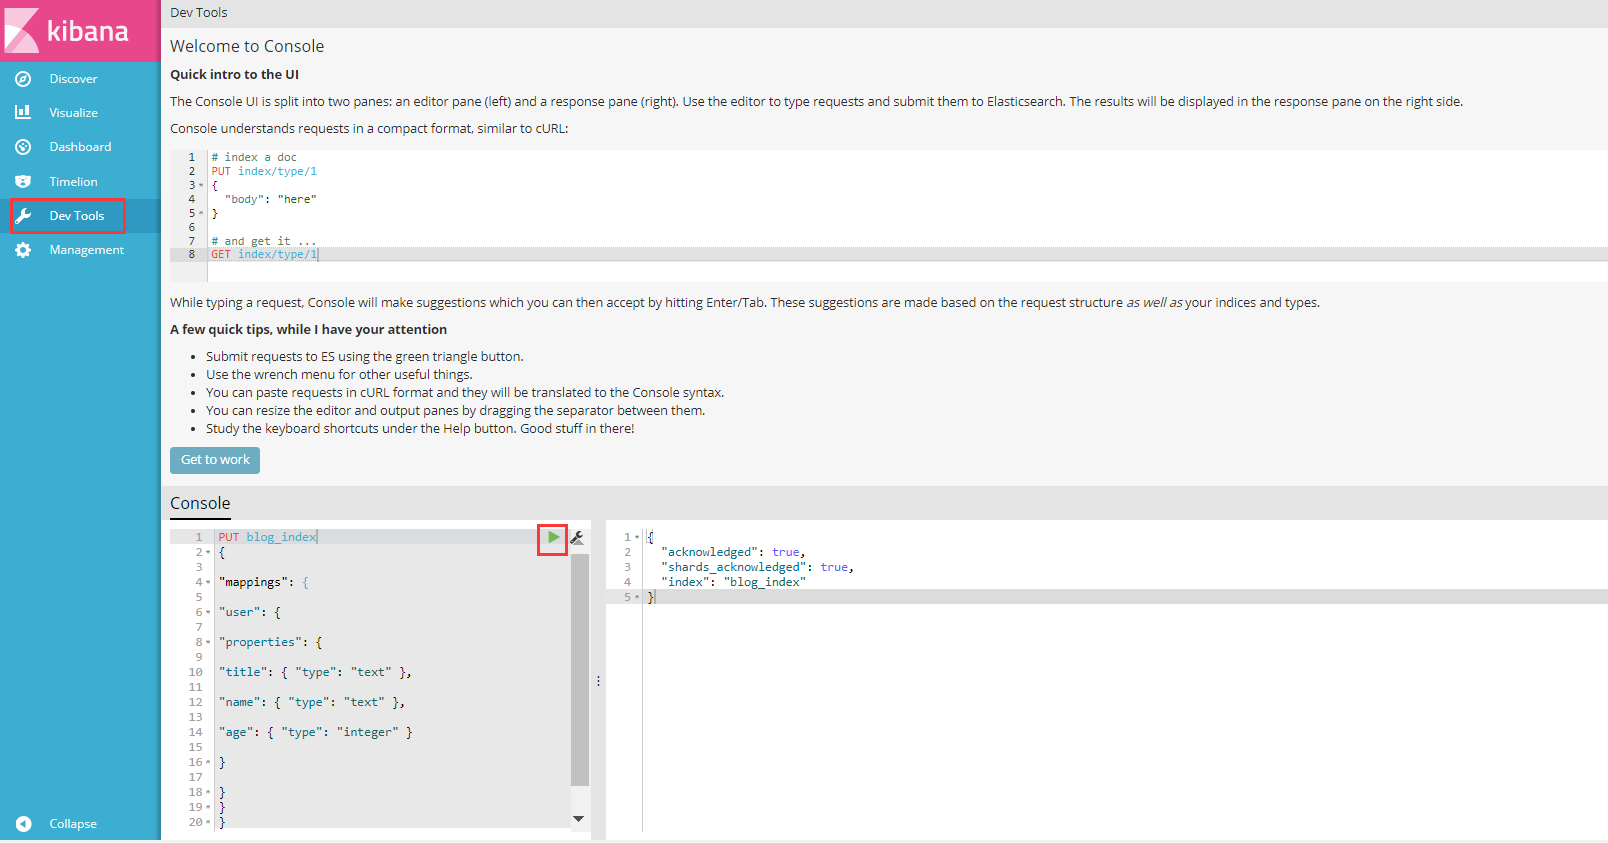 kibana
Discover
Visualize
Dashboard
Timelion
Dev Tools
Management
Collapse
Dev Tools
Welcome to Console
Quick intro to the UI
The Console UI is split into two panes: an editor pane (left) and a response pane (right). Use the editor to type requests and submit them to Elasticsearch. The results will be displayed in the response pane on the right side.
Console understands requests in a compact format, similar to cURL:
1 # index a doc
2 PUT index/type/1
3 {
4 "body": "here"
5 }
6
7 # and get it ...
8 GET index/type/1
While typing a request, Console will make suggestions which you can then accept by hitting Enter/Tab. These suggestions are made based on the request structure as well as your indices and types.
A few quick tips, while I have your attention
• Submit requests to ES using the green triangle button.
• Use the wrench menu for other useful things.
• You can paste requests in cURL format and they will be translated to the Console syntax.
• You can resize the editor and output panes by dragging the separator between them.
• Study the keyboard shortcuts under the Help button. Good stuff in there!
Get to work
Console
1 PUT blog_index
2 {
3
4 "mappings": {
5
6 "user": {
7
8 "properties": {
9
10 "title": { "type": "text" },
11
12 "name": { "type": "text" },
13
14 "age": { "type": "integer" }
15
16 }
17
18 }
19 }
20 }
1 {
2 "acknowledged": true,
3 "shards_acknowledged": true,
4 "index": "blog_index"
5 }